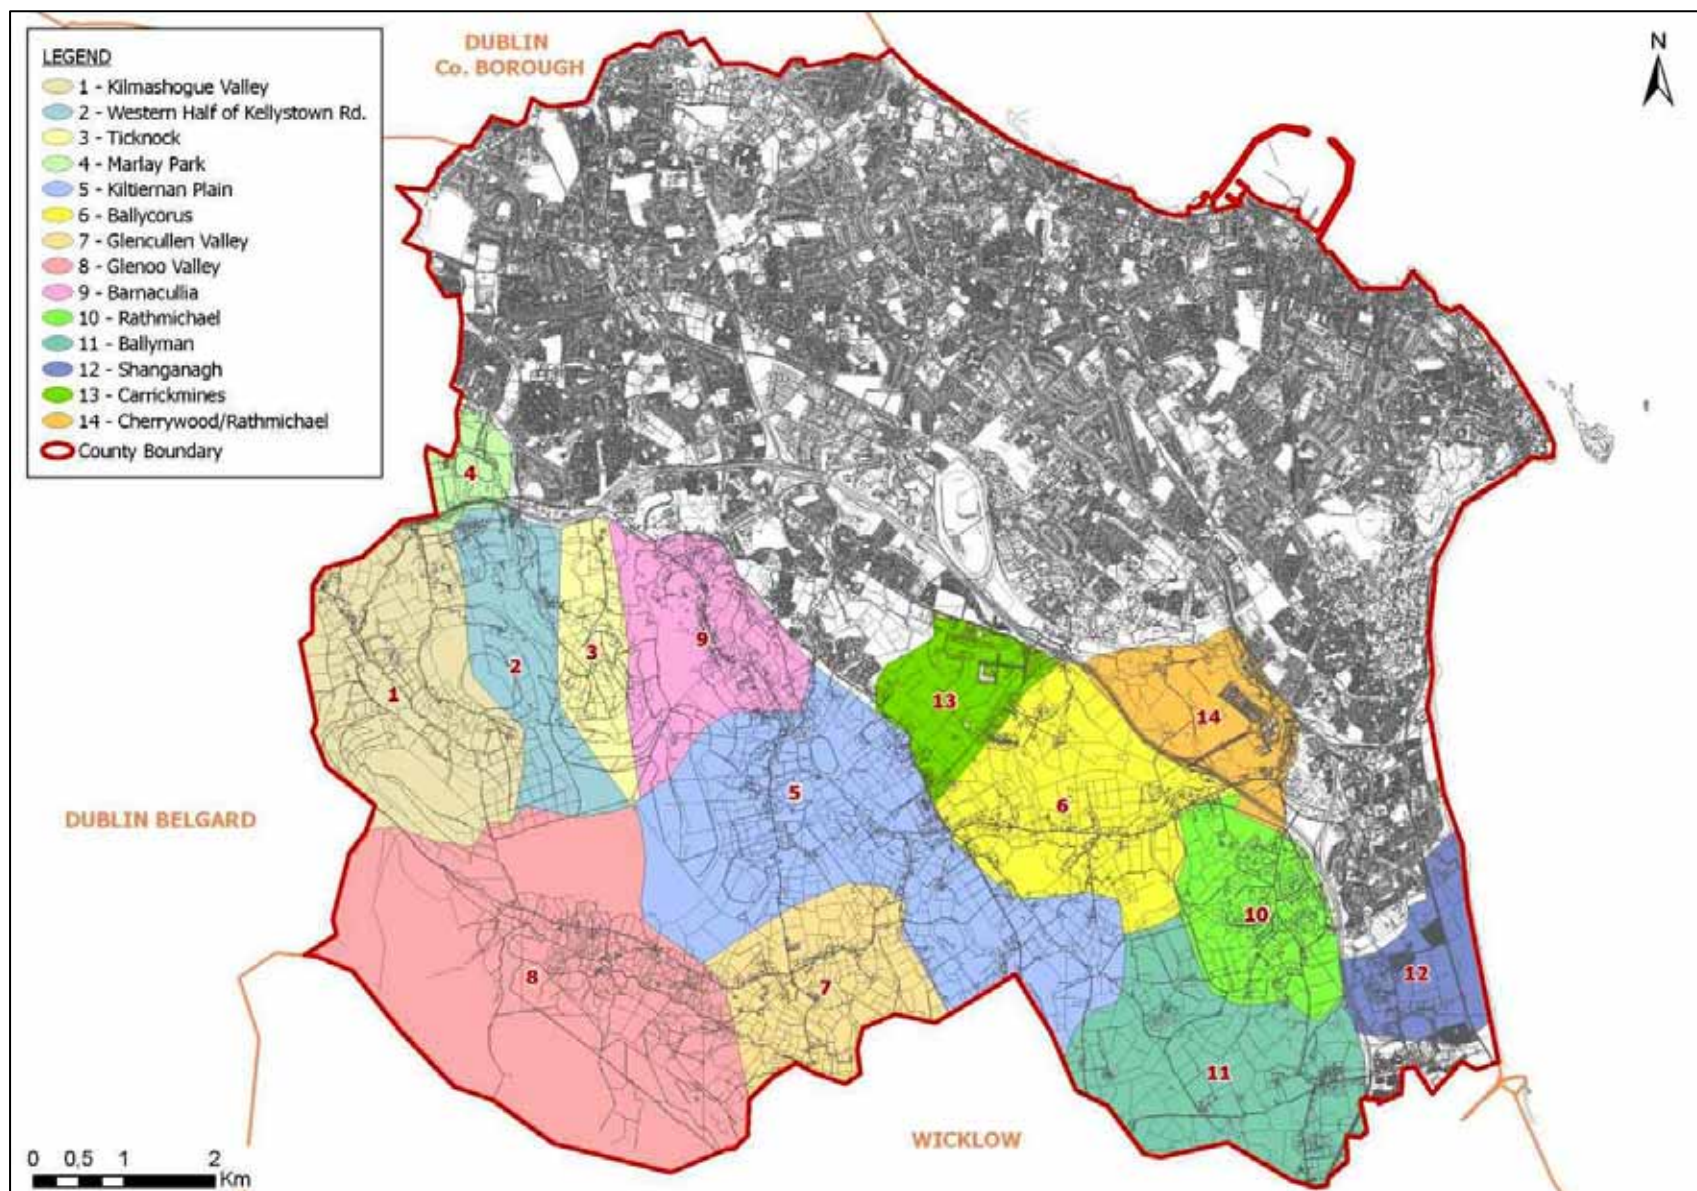 DUBLIN
Co. BOROUGH
N
LEGEND
1 - Kilmashogue Valley
2 - Western Half of Kellystown Rd.
3 - Ticknock
4 - Marlay Park
5 - Kiltiernan Plain
6 - Ballycorus
7 - Glencullen Valley
8 - Glenoo Valley
9 - Barnacullia
10 - Rathmichael
11 - Ballyman
12 - Shanganagh
13 - Carrickmines
14 - Cherrywood/Rathmichael
County Boundary
4
9
3
2
1
13
14
5
6
DUBLIN BELGARD
10
12
8
7
11
WICKLOW
0 0,5 1 2
Km